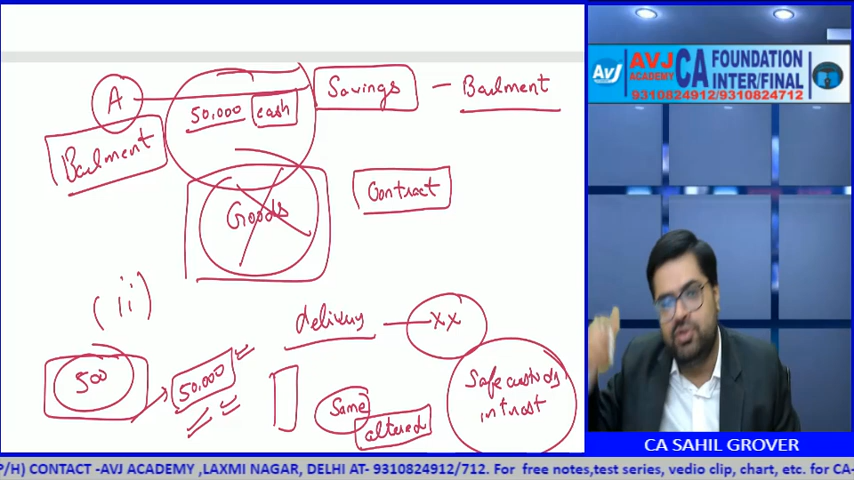 A
50,000 cash
Savings - Bailment
Bailment
Goods
Contract
(ii)
delivery - xx
500
50,000
Same
altered
Safe custody
in trust
AVJ
AVJ
ACADEMY
CA FOUNDATION
INTER/FINAL
9310824912/9310824712
CA SAHIL GROVER
P/H) CONTACT -AVJ ACADEMY ,LAXMI NAGAR, DELHI AT- 9310824912/712. For free notes,test series, vedio clip, chart, etc. for CA-